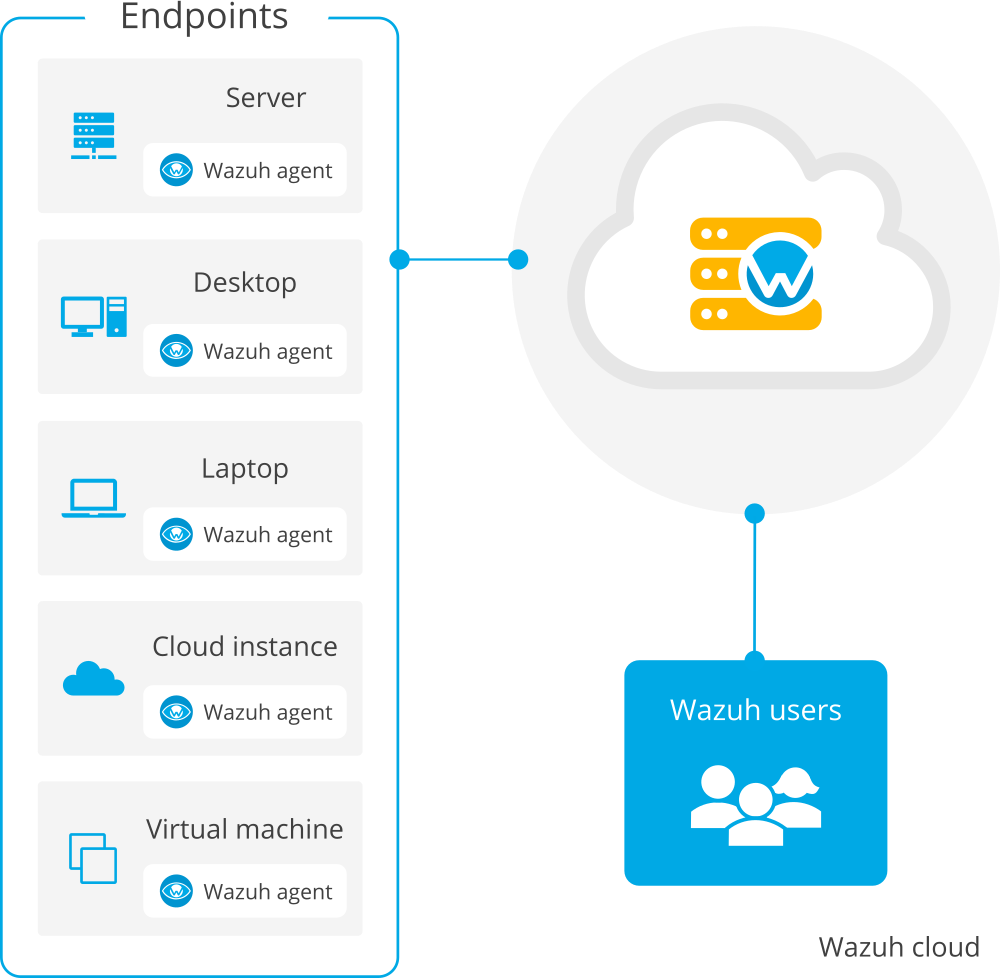 Endpoints
Server
Wazuh agent
Desktop
Wazuh agent
Laptop
Wazuh agent
Cloud instance
Wazuh agent
Virtual machine
Wazuh agent
W
Wazuh users
Wazuh cloud